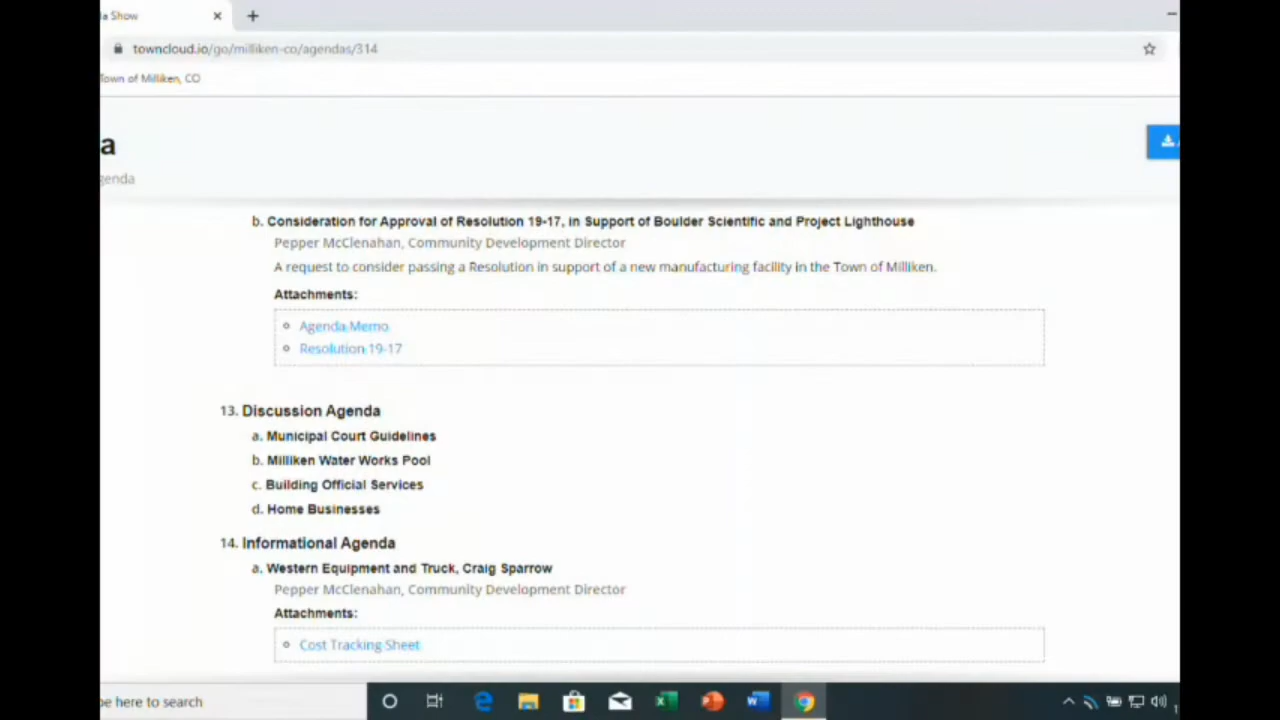 a Show
towncloud.io/go/milliken-co/agendas/314
Town of Milliken, CO
a
genda
b. Consideration for Approval of Resolution 19-17, in Support of Boulder Scientific and Project Lighthouse
Pepper McClenahan, Community Development Director
A request to consider passing a Resolution in support of a new manufacturing facility in the Town of Milliken.
Attachments:
Agenda Memo
Resolution 19-17
13. Discussion Agenda
a. Municipal Court Guidelines
b. Milliken Water Works Pool
c. Building Official Services
d. Home Businesses
14. Informational Agenda
a. Western Equipment and Truck, Craig Sparrow
Pepper McClenahan, Community Development Director
Attachments:
Cost Tracking Sheet
pe here to search